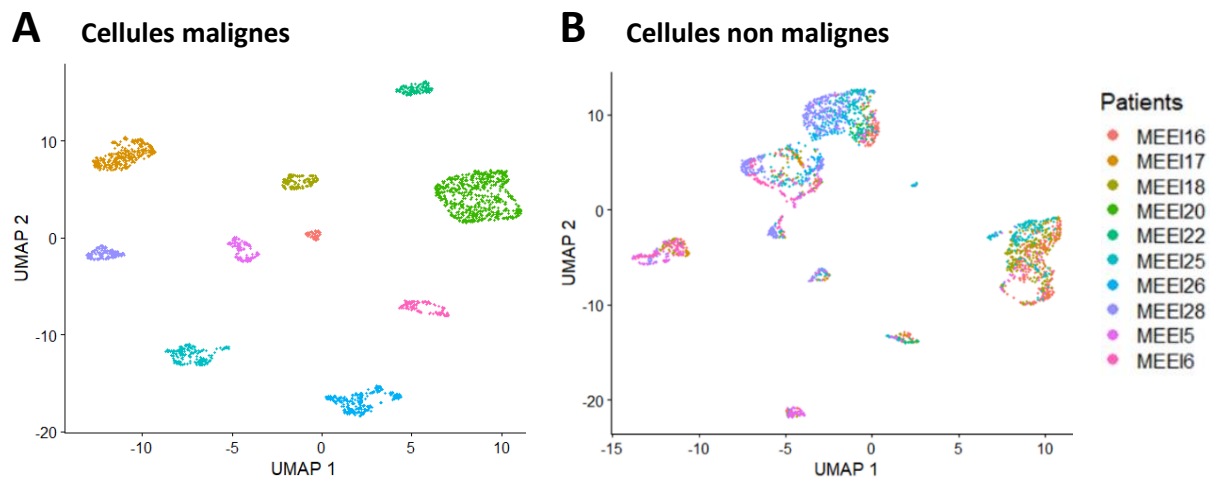 A Cellules malignes
UMAP 2
10
0
-10
-20
-10
-5
0
5
10
UMAP 1
B Cellules non malignes
UMAP 2
10
0
-10
-20
-15
-10
-5
0
5
10
UMAP 1
Patients
MEEI16
MEEI17
MEEI18
MEEI20
MEEI22
MEEI25
MEEI26
MEEI28
MEEI5
MEEI6